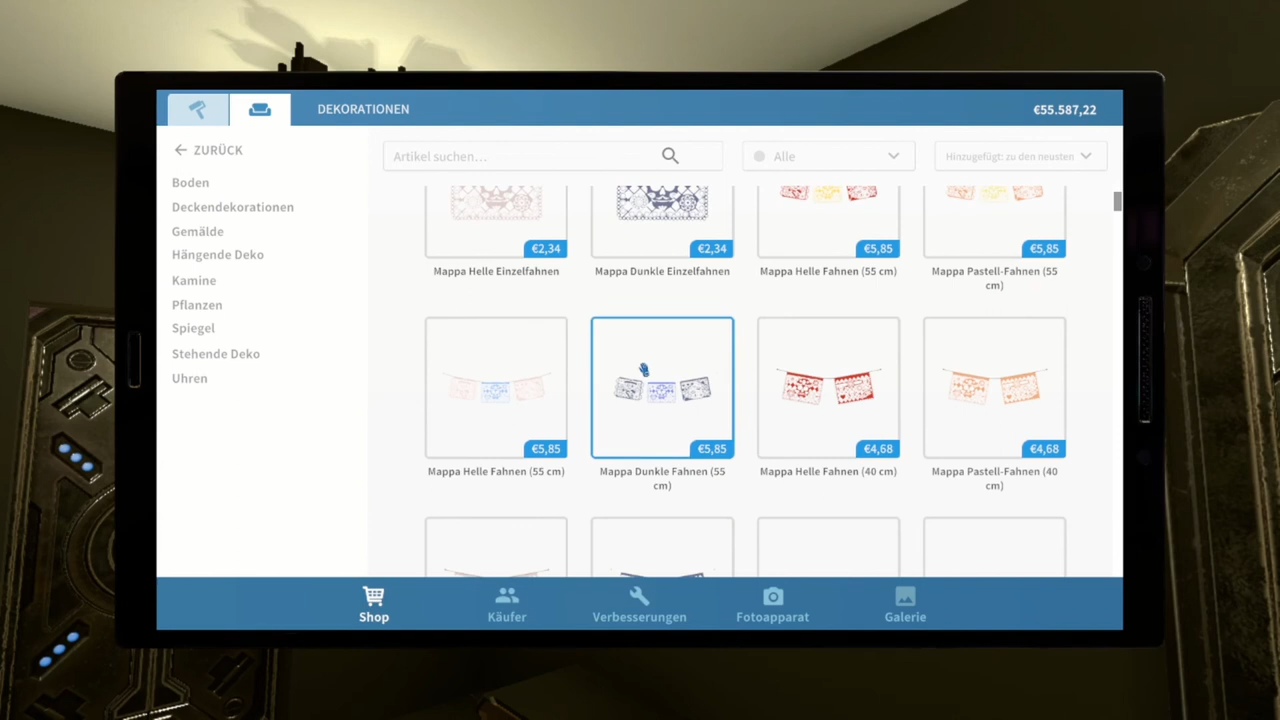 DEKORATIONEN
€55.587,22
ZURÜCK
Boden
Deckendekorationen
Gemälde
Hängende Deko
Kamine
Pflanzen
Spiegel
Stehende Deko
Uhren
Artikel suchen...
Alle
Hinzugefügt: zu den neusten
€2,34
€2,34
€5,85
€5,85
Mappa Helle Einzelfahnen
Mappa Dunkle Einzelfahnen
Mappa Helle Fahnen (55 cm)
Mappa Pastell-Fahnen (55
cm)
€5,85
€5,85
€4,68
€4,68
Mappa Helle Fahnen (55 cm)
Mappa Dunkle Fahnen (55
cm)
Mappa Helle Fahnen (40 cm)
Mappa Pastell-Fahnen (40
cm)
Shop
Käufer
Verbesserungen
Fotoapparat
Galerie